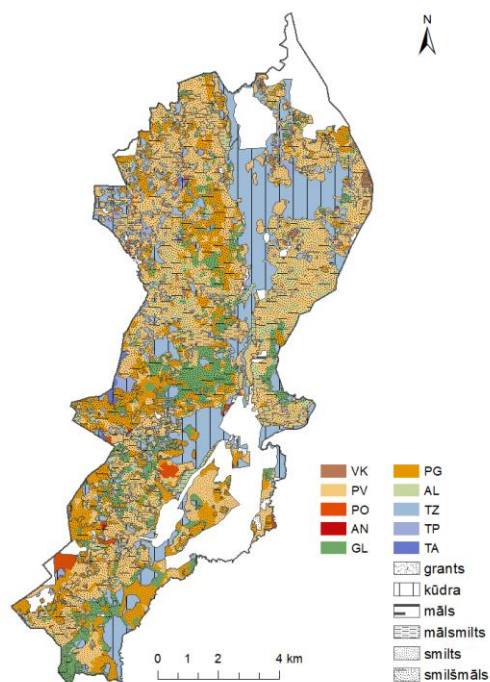 N
VK
PV
PO
AN
GL
PG
AL
TZ
TP
TA
grants
kūdra
māls
mālsmilts
smilts
smilšmāls
0 1 2 4 km